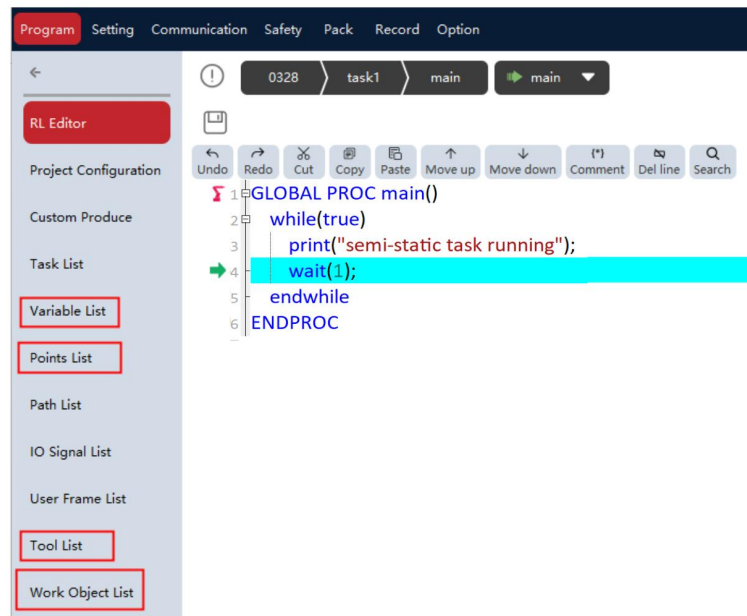 Program Setting Communication Safety Pack Record Option
0328 task1 main main
RL Editor
Project Configuration
Custom Produce
Task List
Variable List
Points List
Path List
IO Signal List
User Frame List
Tool List
Work Object List
Undo Redo Cut Copy Paste Move up Move down Comment Del line Search
1 GLOBAL PROC main()
2 while(true)
3 print("semi-static task running");
4 wait(1);
5 endwhile
6 ENDPROC